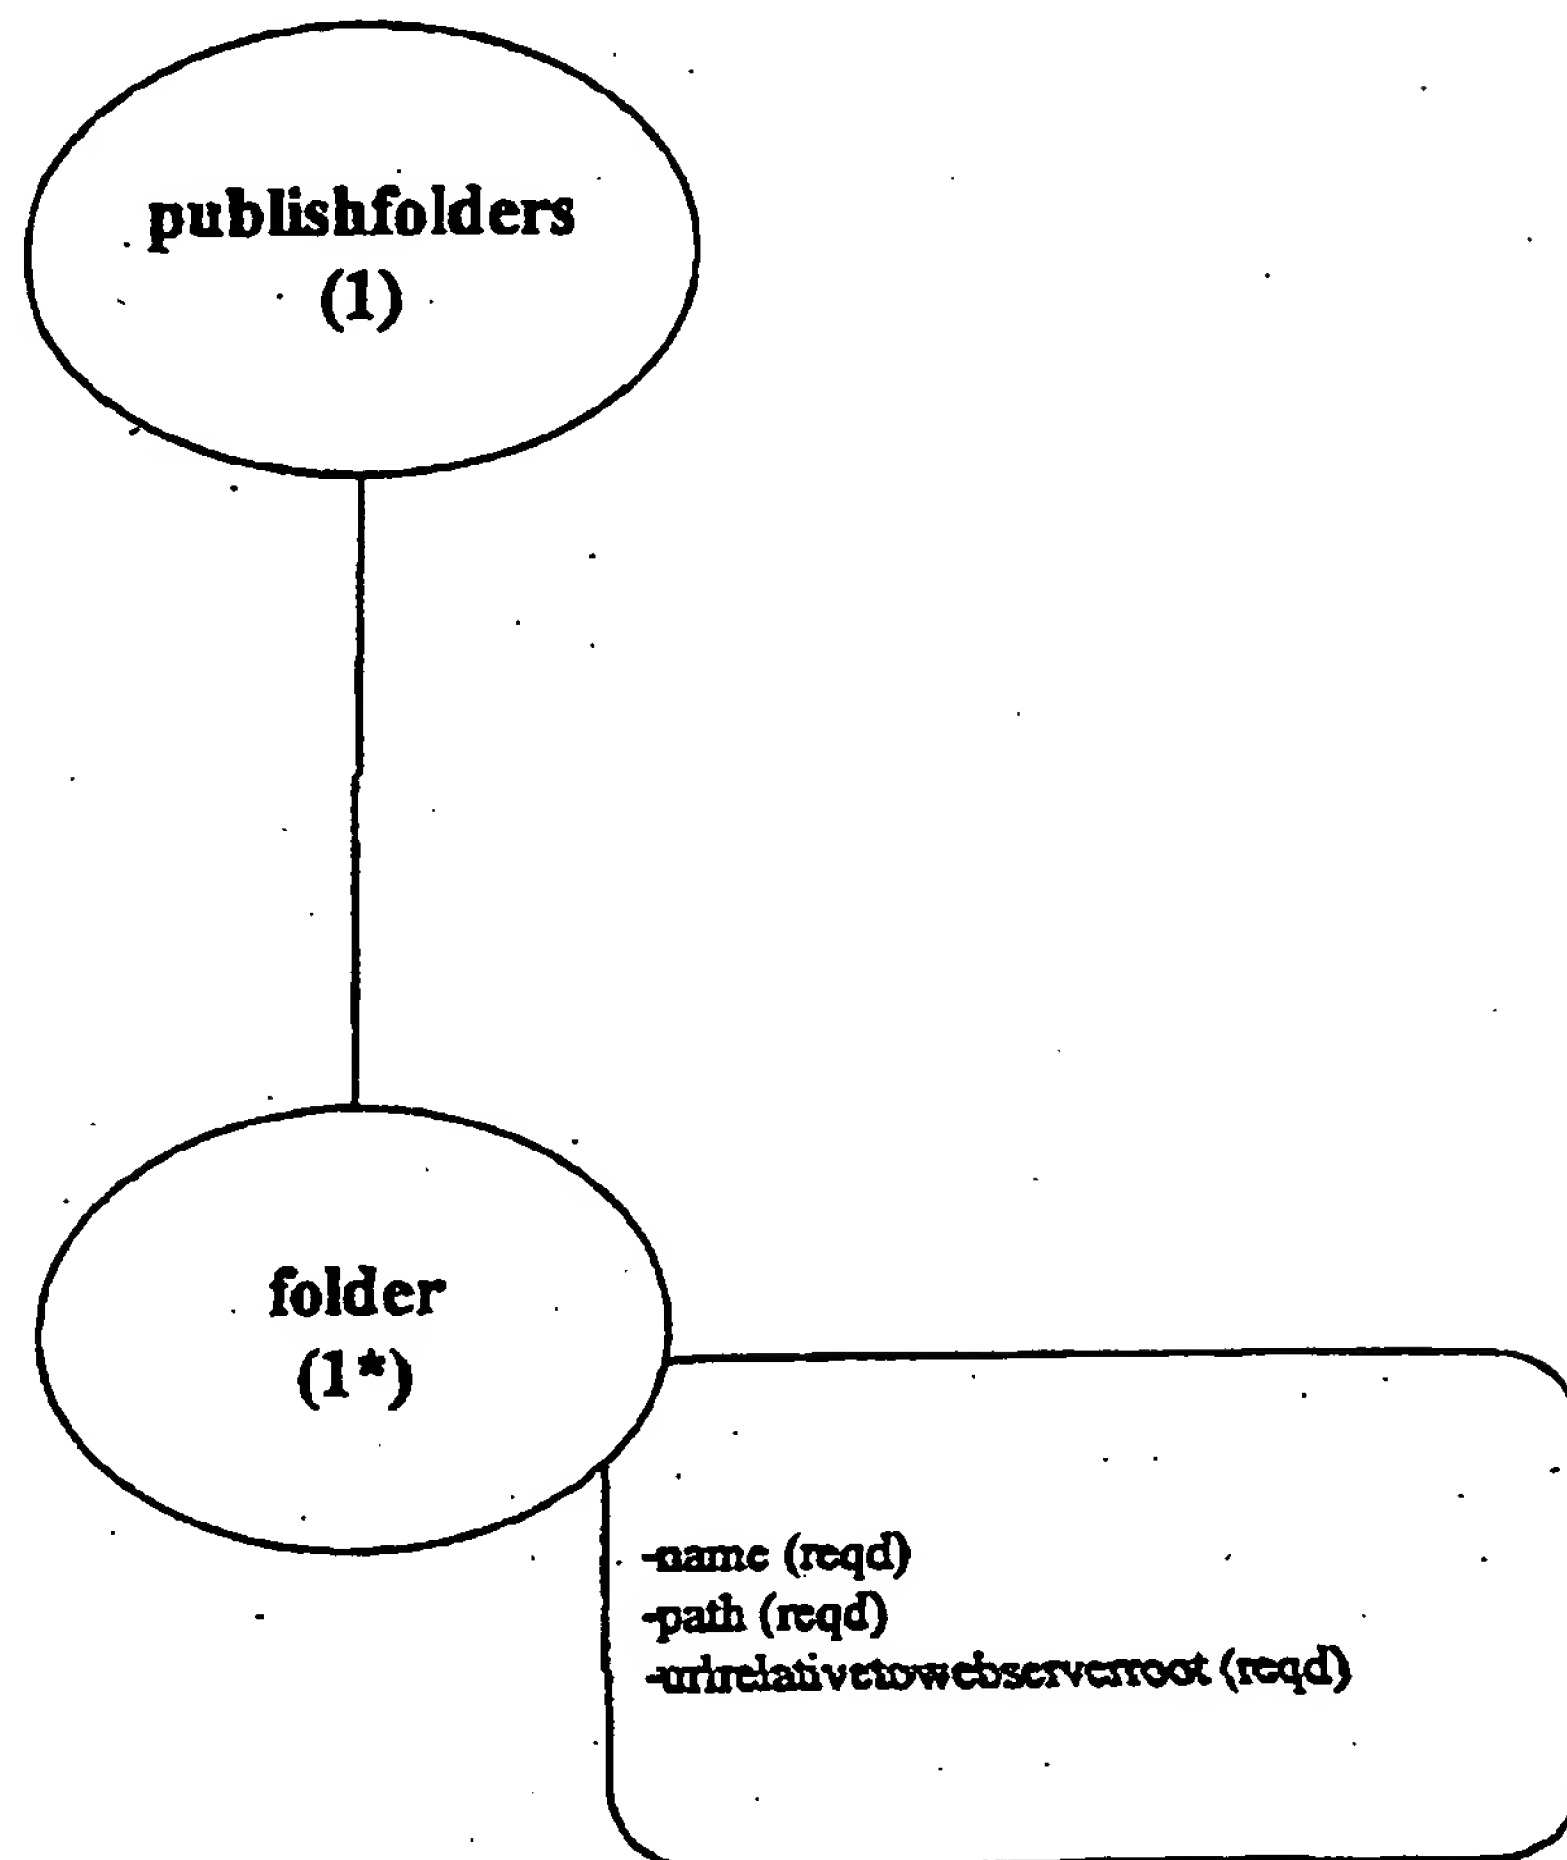 publishfolders
(1)
folder
(1*)
-name (reqd)
-path (reqd)
-urlrelativetowebserverroot (reqd)